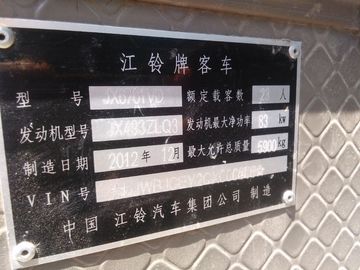 江铃牌客车
型 号 额定载客数 23 人
发动机型号 JX493ZLQ3 发动机最大净功率 83 kw
制造日期 2012年12月 最大允许总质量 5900kg
VIN号
中国 江铃汽车集团公司 制造